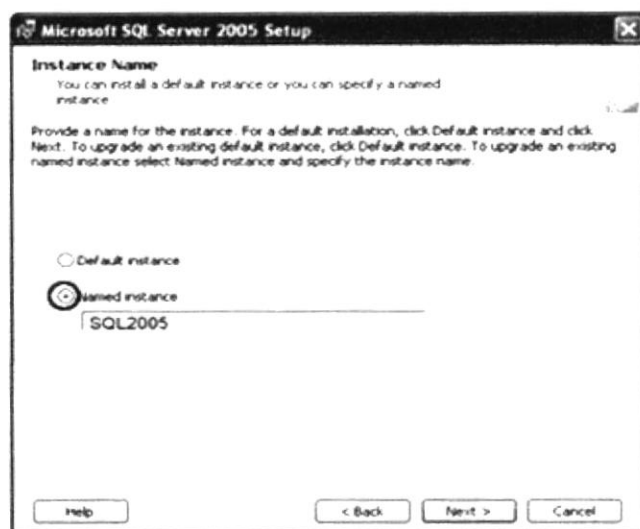 Microsoft SQL Server 2005 Setup
Instance Name
You can install a default instance or you can specify a named
instance
Provide a name for the instance. For a default installation, click Default instance and click
Next. To upgrade an existing default instance, click Default instance. To upgrade an existing
named instance select Named instance and specify the instance name.
Default instance
Named instance
SQL2005
Help
< Back
Next >
Cancel